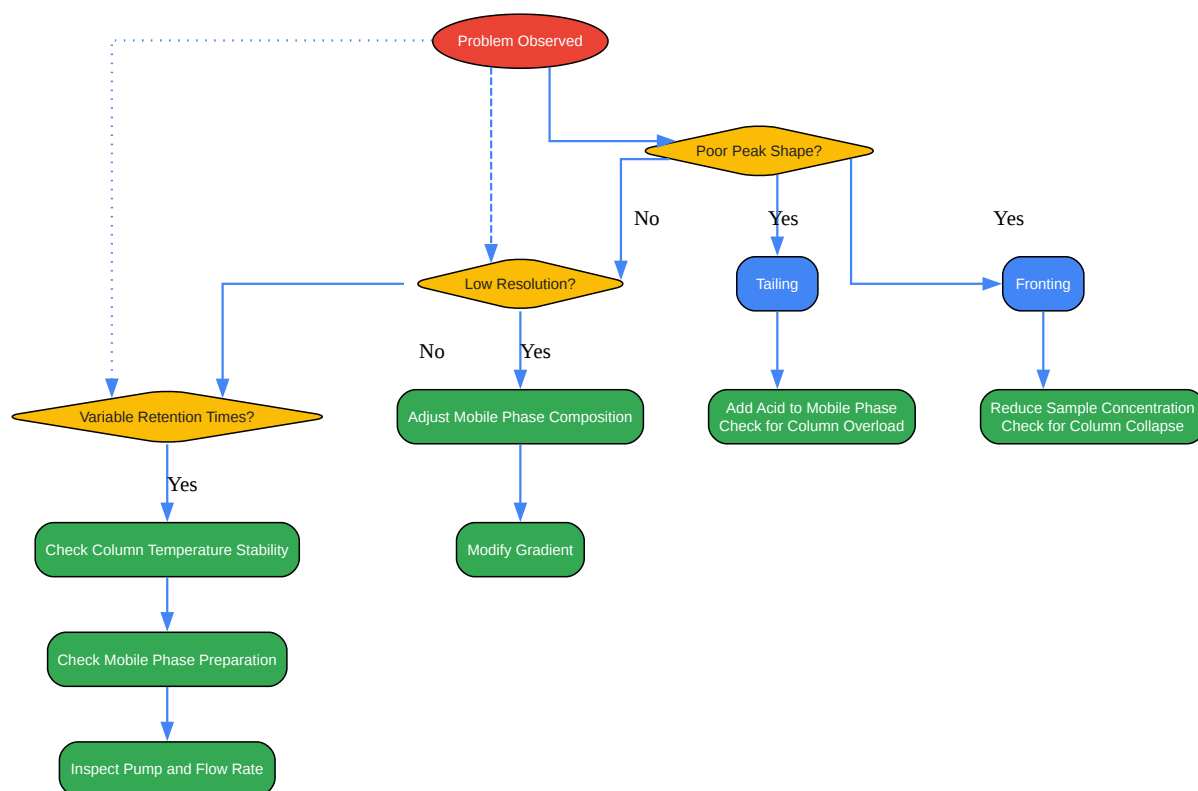 Problem Observed
Poor Peak Shape?
No
Yes
Yes
Low Resolution?
Tailing
Fronting
No
Yes
Variable Retention Times?
Adjust Mobile Phase Composition
Add Acid to Mobile Phase
Check for Column Overload
Reduce Sample Concentration
Check for Column Collapse
Yes
Check Column Temperature Stability
Modify Gradient
Check Mobile Phase Preparation
Inspect Pump and Flow Rate